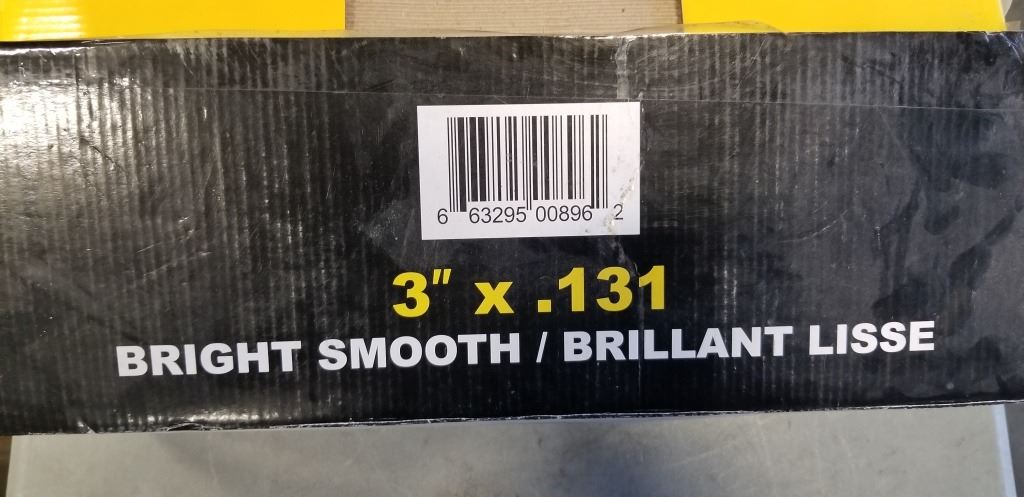 6 63295 00896 2
3" x .131
BRIGHT SMOOTH / BRILLANT LISSE